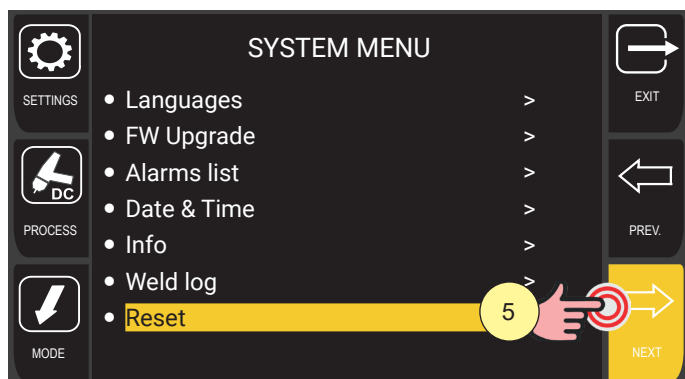 SYSTEM MENU
SETTINGS
EXIT
• Languages >
• FW Upgrade >
• Alarms list >
DC
• Date & Time >
PROCESS
PREV.
• Info >
• Weld log >
• Reset
5
MODE
NEXT